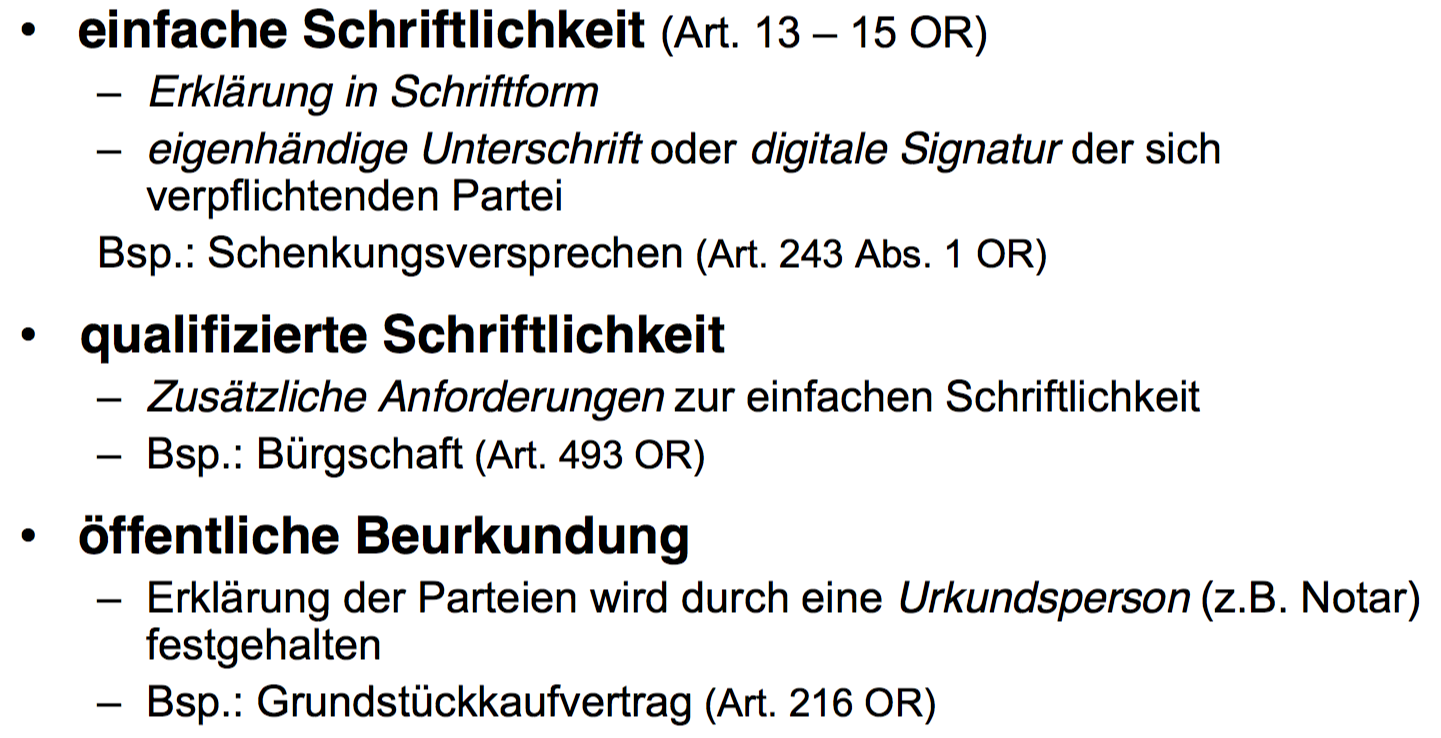 • einfache Schriftlichkeit (Art. 13 – 15 OR)
– Erklärung in Schriftform
– eigenhändige Unterschrift oder digitale Signatur der sich
verpflichtenden Partei
Bsp.: Schenkungsversprechen (Art. 243 Abs. 1 OR)
• qualifizierte Schriftlichkeit
– Zusätzliche Anforderungen zur einfachen Schriftlichkeit
– Bsp.: Bürgschaft (Art. 493 OR)
• öffentliche Beurkundung
– Erklärung der Parteien wird durch eine Urkundsperson (z.B. Notar)
festgehalten
– Bsp.: Grundstückkaufvertrag (Art. 216 OR)